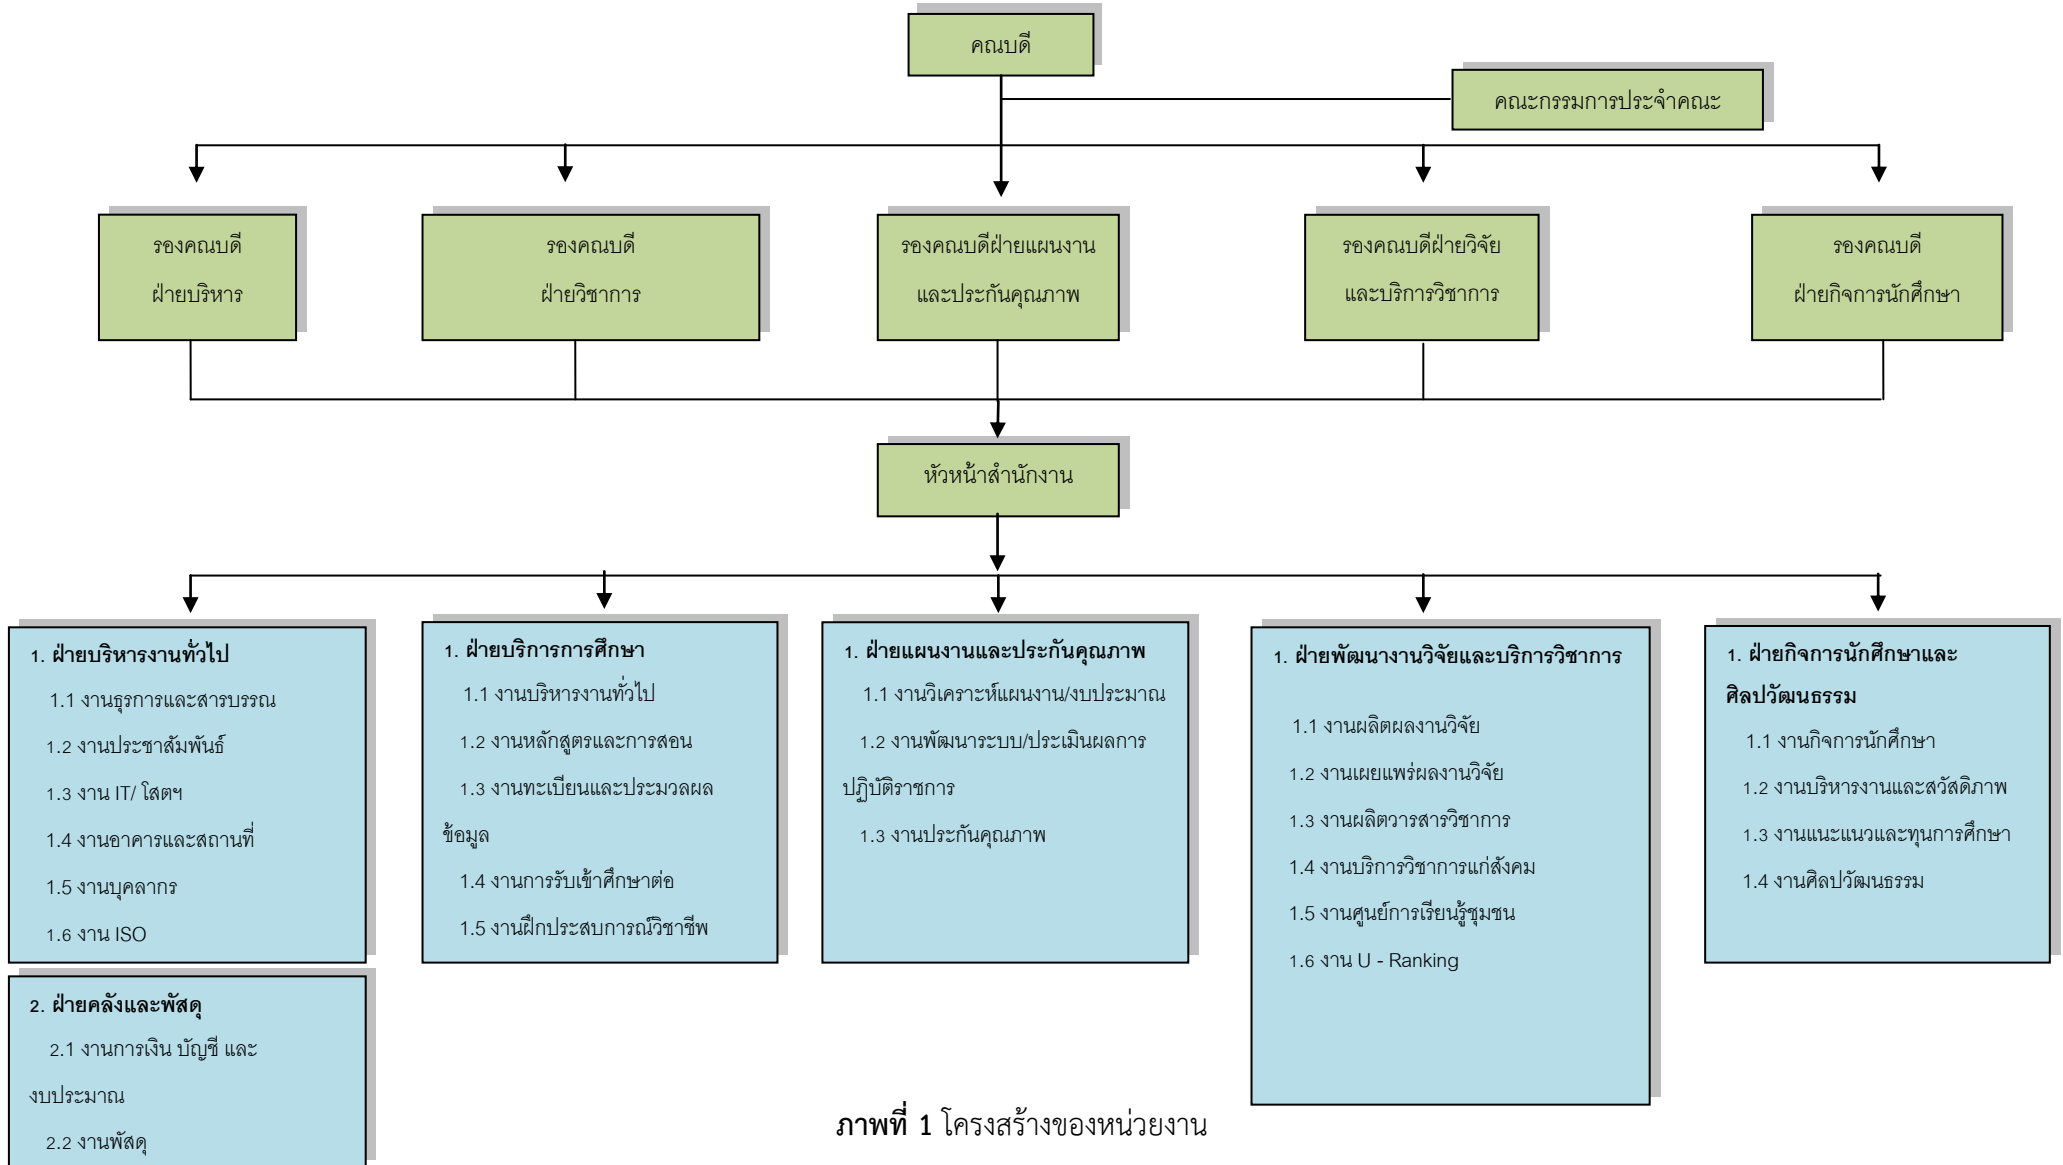 คณบดี
คณะกรรมการประจำคณะ
รองคณบดี
ฝ่ายบริหาร
รองคณบดี
ฝ่ายวิชาการ
รองคณบดีฝ่ายแผนงาน
และประกันคุณภาพ
รองคณบดีฝ่ายวิจัย
และบริการวิชาการ
รองคณบดี
ฝ่ายกิจการนักศึกษา
หัวหน้าสำนักงาน
1. ฝ่ายบริหารงานทั่วไป
1.1 งานธุรการและสารบรรณ
1.2 งานประชาสัมพันธ์
1.3 งาน IT/ โสตฯ
1.4 งานอาคารและสถานที่
1.5 งานบุคลากร
1.6 งาน ISO
2. ฝ่ายคลังและพัสดุ
2.1 งานการเงิน บัญชี และ
งบประมาณ
2.2 งานพัสดุ
1. ฝ่ายบริการการศึกษา
1.1 งานบริหารงานทั่วไป
1.2 งานหลักสูตรและการสอน
1.3 งานทะเบียนและประมวลผล
ข้อมูล
1.4 งานการรับเข้าศึกษาต่อ
1.5 งานฝึกประสบการณ์วิชาชีพ
1. ฝ่ายแผนงานและประกันคุณภาพ
1.1 งานวิเคราะห์แผนงาน/งบประมาณ
1.2 งานพัฒนาระบบ/ประเมินผลการ
ปฏิบัติราชการ
1.3 งานประกันคุณภาพ
1. ฝ่ายพัฒนางานวิจัยและบริการวิชาการ
1.1 งานผลิตผลงานวิจัย
1.2 งานเผยแพร่ผลงานวิจัย
1.3 งานผลิตวารสารวิชาการ
1.4 งานบริการวิชาการแก่สังคม
1.5 งานศูนย์การเรียนรู้ชุมชน
1.6 งาน U - Ranking
1. ฝ่ายกิจการนักศึกษาและ
ศิลปวัฒนธรรม
1.1 งานกิจการนักศึกษา
1.2 งานบริหารงานและสวัสดิภาพ
1.3 งานแนะแนวและทุนการศึกษา
1.4 งานศิลปวัฒนธรรม
ภาพที่ 1 โครงสร้างของหน่วยงาน